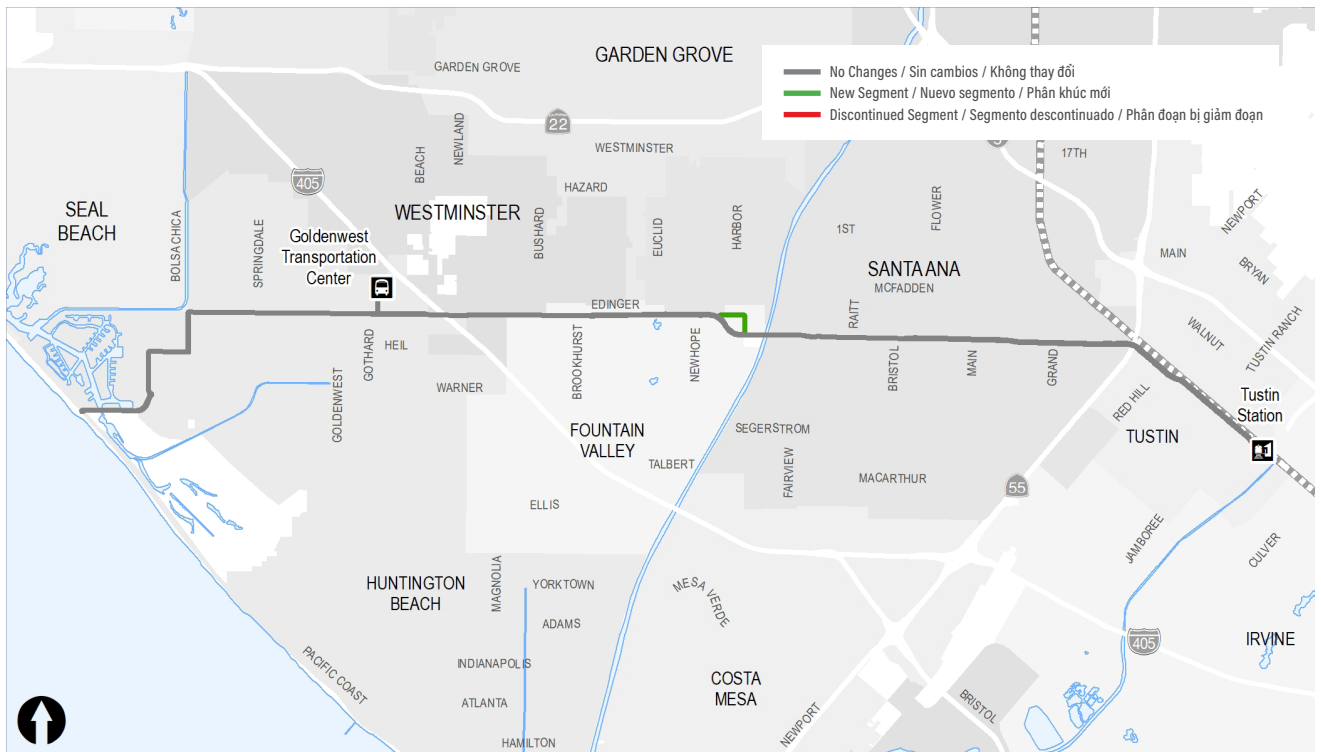 GARDEN GROVE
GARDEN GROVE
No Changes / Sin cambios / Không thay đổi
New Segment / Nuevo segmento / Phân khúc mới
Discontinued Segment / Segmento descontinuado / Phân đoạn bị giảm đoạn
22
WESTMINSTER
17TH
BEACH
NEWLAND
405
HAZARD
SEAL
BEACH
BOLSA CHICA
SPRINGDALE
WESTMINSTER
Goldenwest
Transportation
Center
BUSHARD
EUCLID
HARBOR
FLOWER
1ST
NEWPORT
MAIN
BRYAN
SANTA ANA
MCFADDEN
EDINGER
RAITT
WALNUT
TUSTIN RANCH
GOTHARD
HEIL
BROOKHURST
NEWHOPE
BRISTOL
MAIN
GRAND
WARNER
GOLDENWEST
RED HILL
Tustin
Station
FOUNTAIN
VALLEY
SEGERSTROM
TUSTIN
TALBERT
FAIRVIEW
MACARTHUR
55
ELLIS
JAMBOREE
CULVER
HUNTINGTON
BEACH
MAGNOLIA
YORKTOWN
MESA VERDE
ADAMS
405
IRVINE
INDIANAPOLIS
PACIFIC COAST
COSTA
MESA
ATLANTA
BRISTOL
NEWPORT
HAMILTON